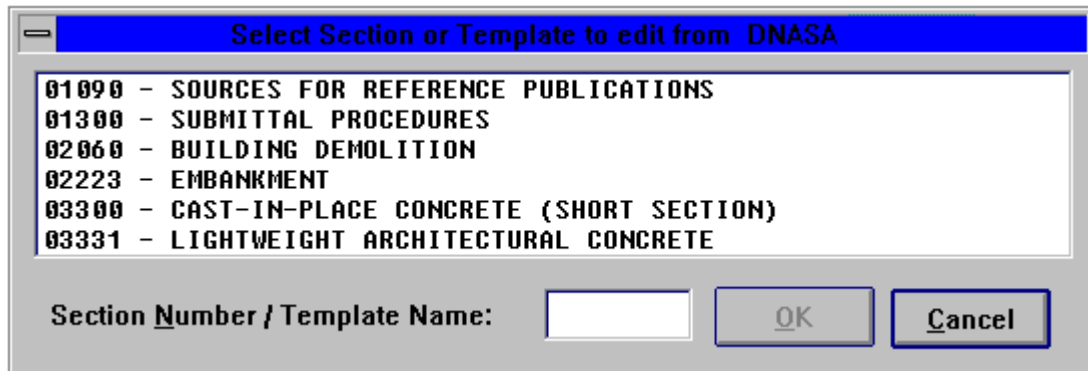 Select Section or Template to edit from DNASA
01090 - SOURCES FOR REFERENCE PUBLICATIONS
01300 - SUBMITTAL PROCEDURES
02060 - BUILDING DEMOLITION
02223 - EMBANKMENT
03300 - CAST-IN-PLACE CONCRETE (SHORT SECTION)
03331 - LIGHTWEIGHT ARCHITECTURAL CONCRETE
Section Number / Template Name: OK Cancel